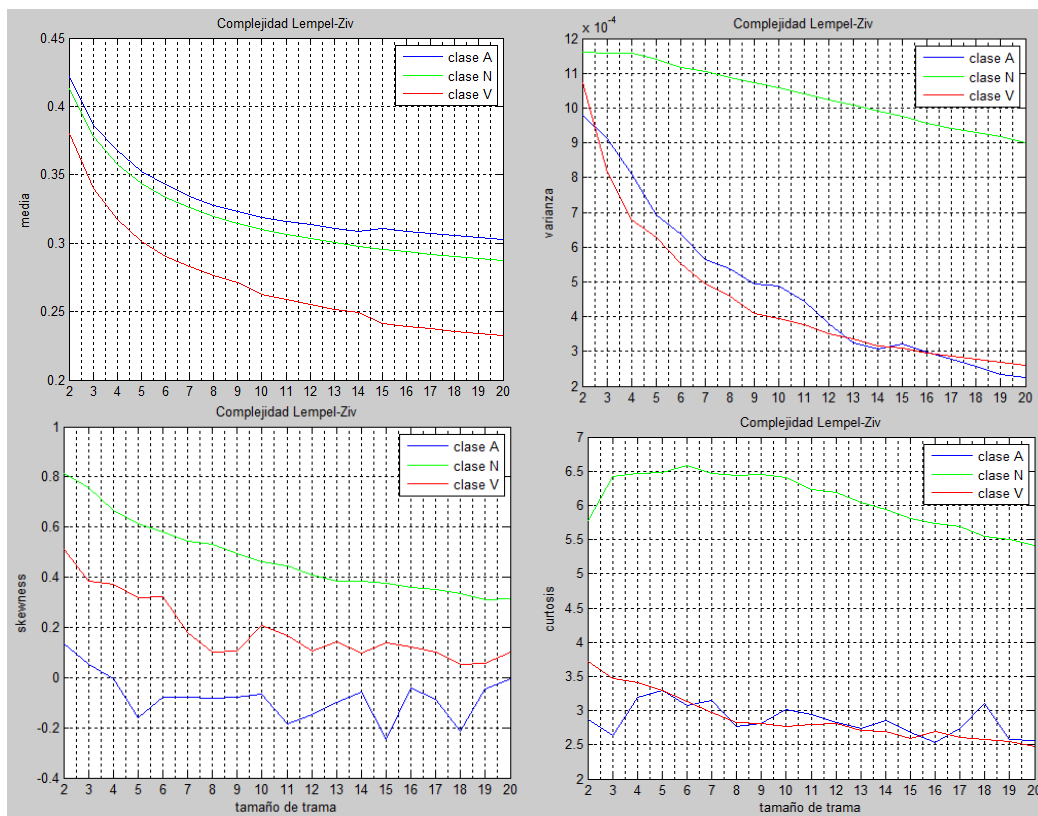 Complejidad Lempel-Ziv
0.45
0.4
0.35
0.3
0.25
0.2
media
clase A
clase N
clase V
2 3 4 5 6 7 8 9 10 11 12 13 14 15 16 17 18 19 20
Complejidad Lempel-Ziv
x 10⁻⁴
12
11
10
9
8
7
6
5
4
3
2
varianza
clase A
clase N
clase V
2 3 4 5 6 7 8 9 10 11 12 13 14 15 16 17 18 19 20
Complejidad Lempel-Ziv
1
0.8
0.6
0.4
0.2
0
-0.2
-0.4
skewness
clase A
clase N
clase V
2 3 4 5 6 7 8 9 10 11 12 13 14 15 16 17 18 19 20
tamaño de trama
Complejidad Lempel-Ziv
7
6.5
6
5.5
5
4.5
4
3.5
3
2.5
2
curtosis
clase A
clase N
clase V
2 3 4 5 6 7 8 9 10 11 12 13 14 15 16 17 18 19 20
tamaño de trama